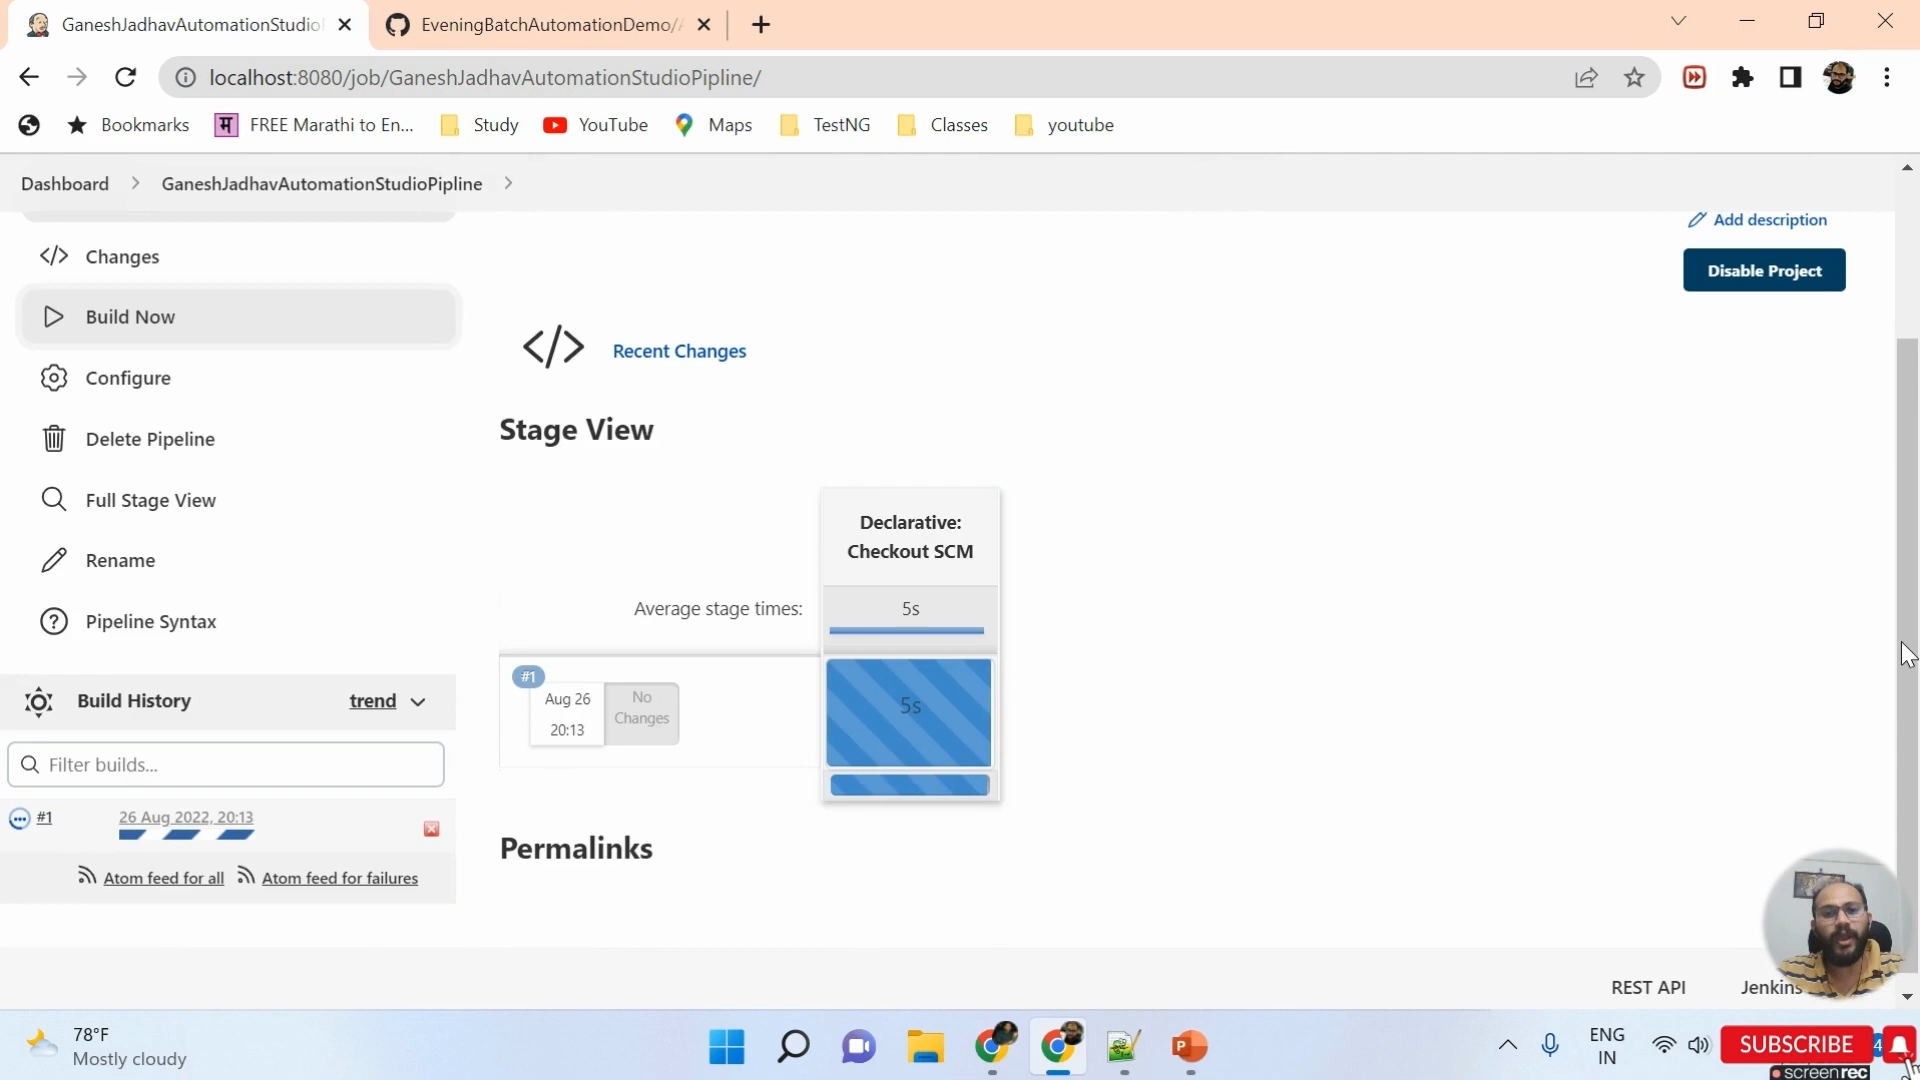 GaneshJadhavAutomationStudio
EveningBatchAutomationDemo/
localhost:8080/job/GaneshJadhavAutomationStudioPipline/
Bookmarks
म
FREE Marathi to En...
Study
YouTube
Maps
TestNG
Classes
youtube
Dashboard
GaneshJadhavAutomationStudioPipline
Add description
Changes
Disable Project
Build Now
Recent Changes
Configure
Stage View
Delete Pipeline
Full Stage View
Declarative:
Checkout SCM
Rename
Average stage times:
5s
Pipeline Syntax
#1
Aug 26
20:13
No
Changes
5s
Build History
trend
Filter builds...
#1
26 Aug 2022, 20:13
Permalinks
Atom feed for all
Atom feed for failures
REST API
Jenkins
78°F
Mostly cloudy
P
ENG
IN
SUBSCRIBE
4
screenrec